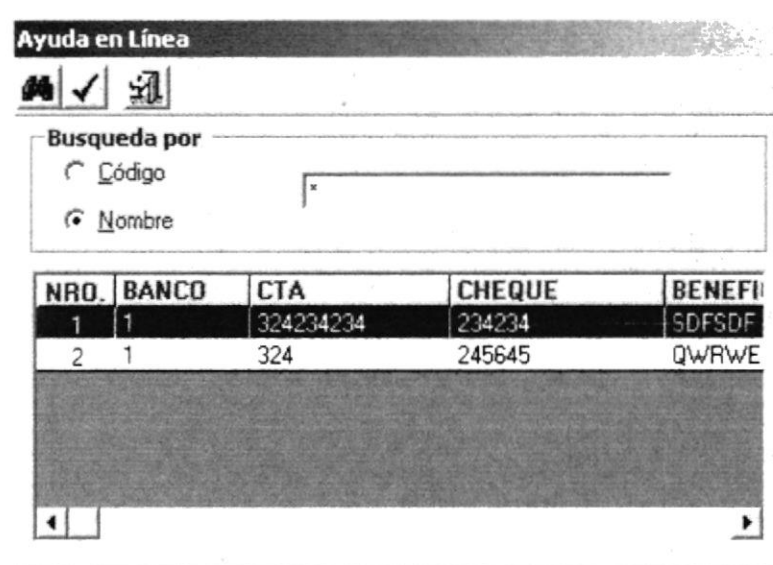 Ayuda en Línea
Busqueda por
Código
*
Nombre
NRO. BANCO CTA CHEQUE BENEFI
1 1 324234234 234234 SDFSDF
2 1 324 245645 QWRWE